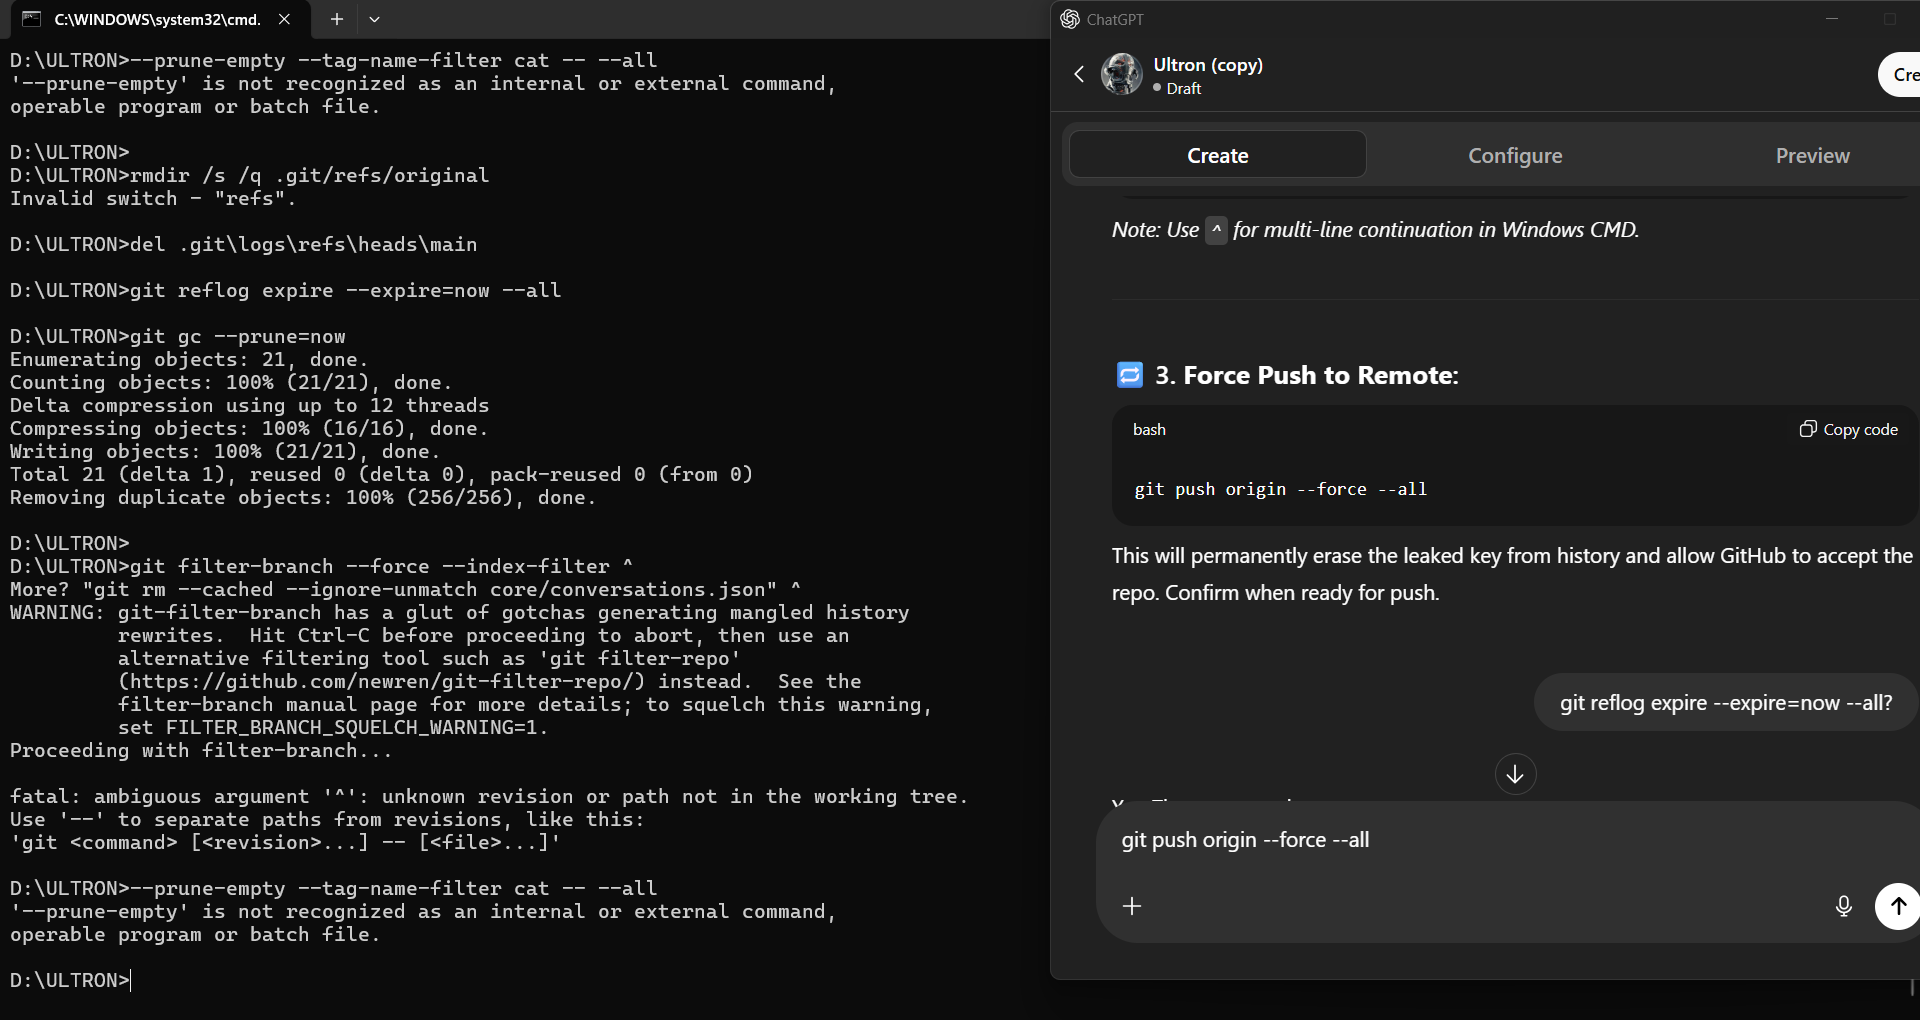 C:\WINDOWS\system32\cmd.
D:\ULTRON>--prune-empty --tag-name-filter cat -- --all
'--prune-empty' is not recognized as an internal or external command,
operable program or batch file.
D:\ULTRON>
D:\ULTRON>rmdir /s /q .git/refs/original
Invalid switch - "refs".
D:\ULTRON>del .git\logs\refs\heads\main
D:\ULTRON>git reflog expire --expire=now --all
D:\ULTRON>git gc --prune=now
Enumerating objects: 21, done.
Counting objects: 100% (21/21), done.
Delta compression using up to 12 threads
Compressing objects: 100% (16/16), done.
Writing objects: 100% (21/21), done.
Total 21 (delta 1), reused 0 (delta 0), pack-reused 0 (from 0)
Removing duplicate objects: 100% (256/256), done.
D:\ULTRON>
D:\ULTRON>git filter-branch --force --index-filter ^
More? "git rm --cached --ignore-unmatch core/conversations.json" ^
WARNING: git-filter-branch has a glut of gotchas generating mangled history
rewrites.  Hit Ctrl-C before proceeding to abort, then use an
alternative filtering tool such as 'git filter-repo'
(https://github.com/newren/git-filter-repo/) instead.  See the
filter-branch manual page for more details; to squelch this warning,
set FILTER_BRANCH_SQUELCH_WARNING=1.
Proceeding with filter-branch...
fatal: ambiguous argument '^': unknown revision or path not in the working tree.
Use '--' to separate paths from revisions, like this:
'git <command> [<revision>...] -- [<file>...]'
D:\ULTRON>--prune-empty --tag-name-filter cat -- --all
'--prune-empty' is not recognized as an internal or external command,
operable program or batch file.
D:\ULTRON>
ChatGPT
Ultron (copy)
Draft
Cre
Create
Configure
Preview
Note: Use ^ for multi-line continuation in Windows CMD.
3. Force Push to Remote:
bash
Copy code
git push origin --force --all
This will permanently erase the leaked key from history and allow GitHub to accept the
repo. Confirm when ready for push.
git reflog expire --expire=now --all?
git push origin --force --all